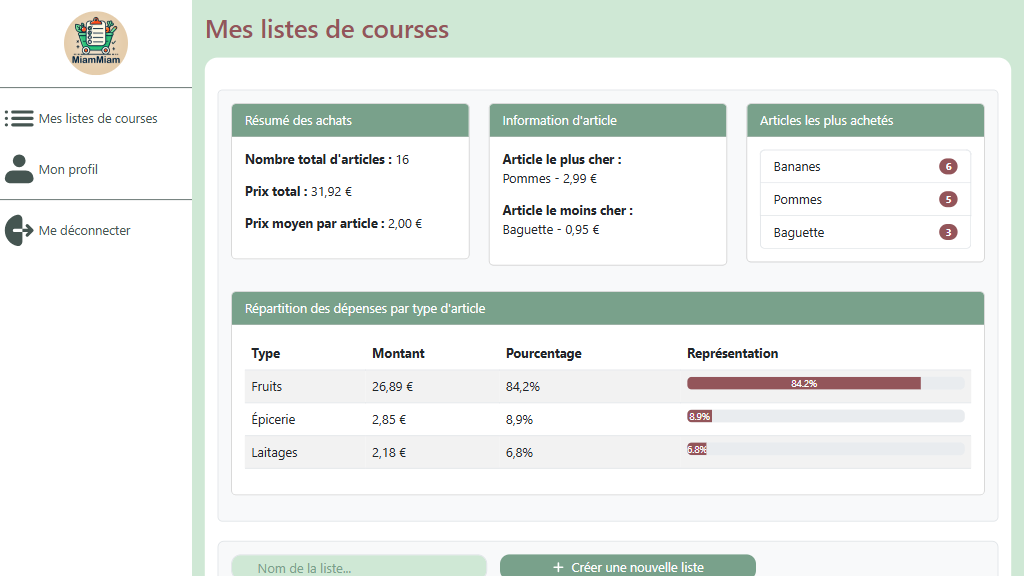 Mes listes de courses
MiamMiam
Mes listes de courses
Mon profil
Me déconnecter
Résumé des achats
Nombre total d'articles : 16
Prix total : 31,92 €
Prix moyen par article : 2,00 €
Information d'article
Article le plus cher :
Pommes - 2,99 €
Article le moins cher :
Baguette - 0,95 €
Articles les plus achetés
Bananes 6
Pommes 5
Baguette 3
Répartition des dépenses par type d'article
Type Montant Pourcentage Représentation
Fruits 26,89 € 84,2% 84.2%
Épicerie 2,85 € 8,9% 8.9%
Laitages 2,18 € 6,8% 6.8%
Nom de la liste...
+ Créer une nouvelle liste